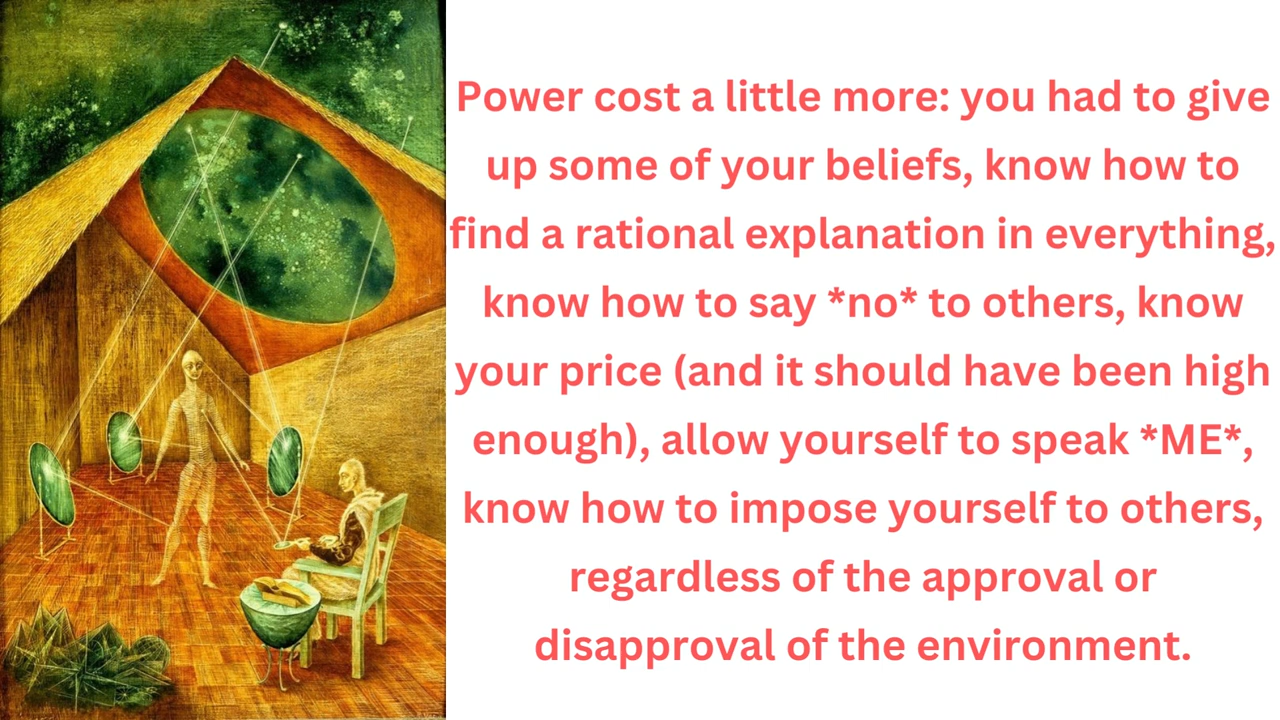 Power cost a little more: you had to give
up some of your beliefs, know how to
find a rational explanation in everything,
know how to say *no* to others, know
your price (and it should have been high
enough), allow yourself to speak *ME*,
know how to impose yourself to others,
regardless of the approval or
disapproval of the environment.